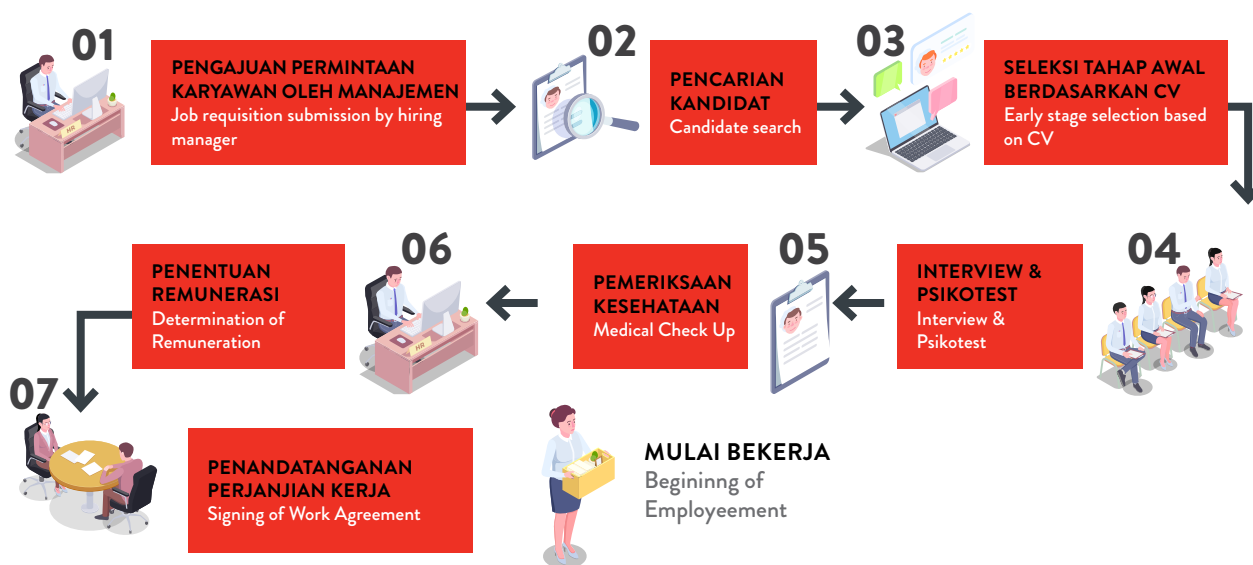 01
PENGAJUAN PERMINTAAN
KARYAWAN OLEH MANAJEMEN
Job requisition submission by hiring
manager
HR
02
PENCARIAN
KANDIDAT
Candidate search
03
SELEKSI TAHAP AWAL
BERDASARKAN CV
Early stage selection based
on CV
04
INTERVIEW &
PSIKOTEST
Interview &
Psikotest
05
PEMERIKSAAN
KESEHATAAN
Medical Check Up
06
HR
PENENTUAN
REMUNERASI
Determination of
Remuneration
07
PENANDATANGANAN
PERJANJIAN KERJA
Signing of Work Agreement
MULAI BEKERJA
Begininng of
Employeement